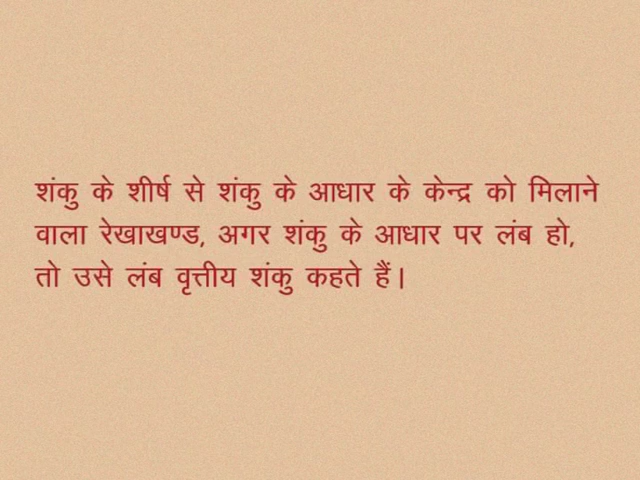 शंकु के शीर्ष से शंकु के आधार के केन्द्र को मिलाने
वाला रेखाखण्ड, अगर शंकु के आधार पर लंब हो,
तो उसे लंब वृत्तीय शंकु कहते हैं।